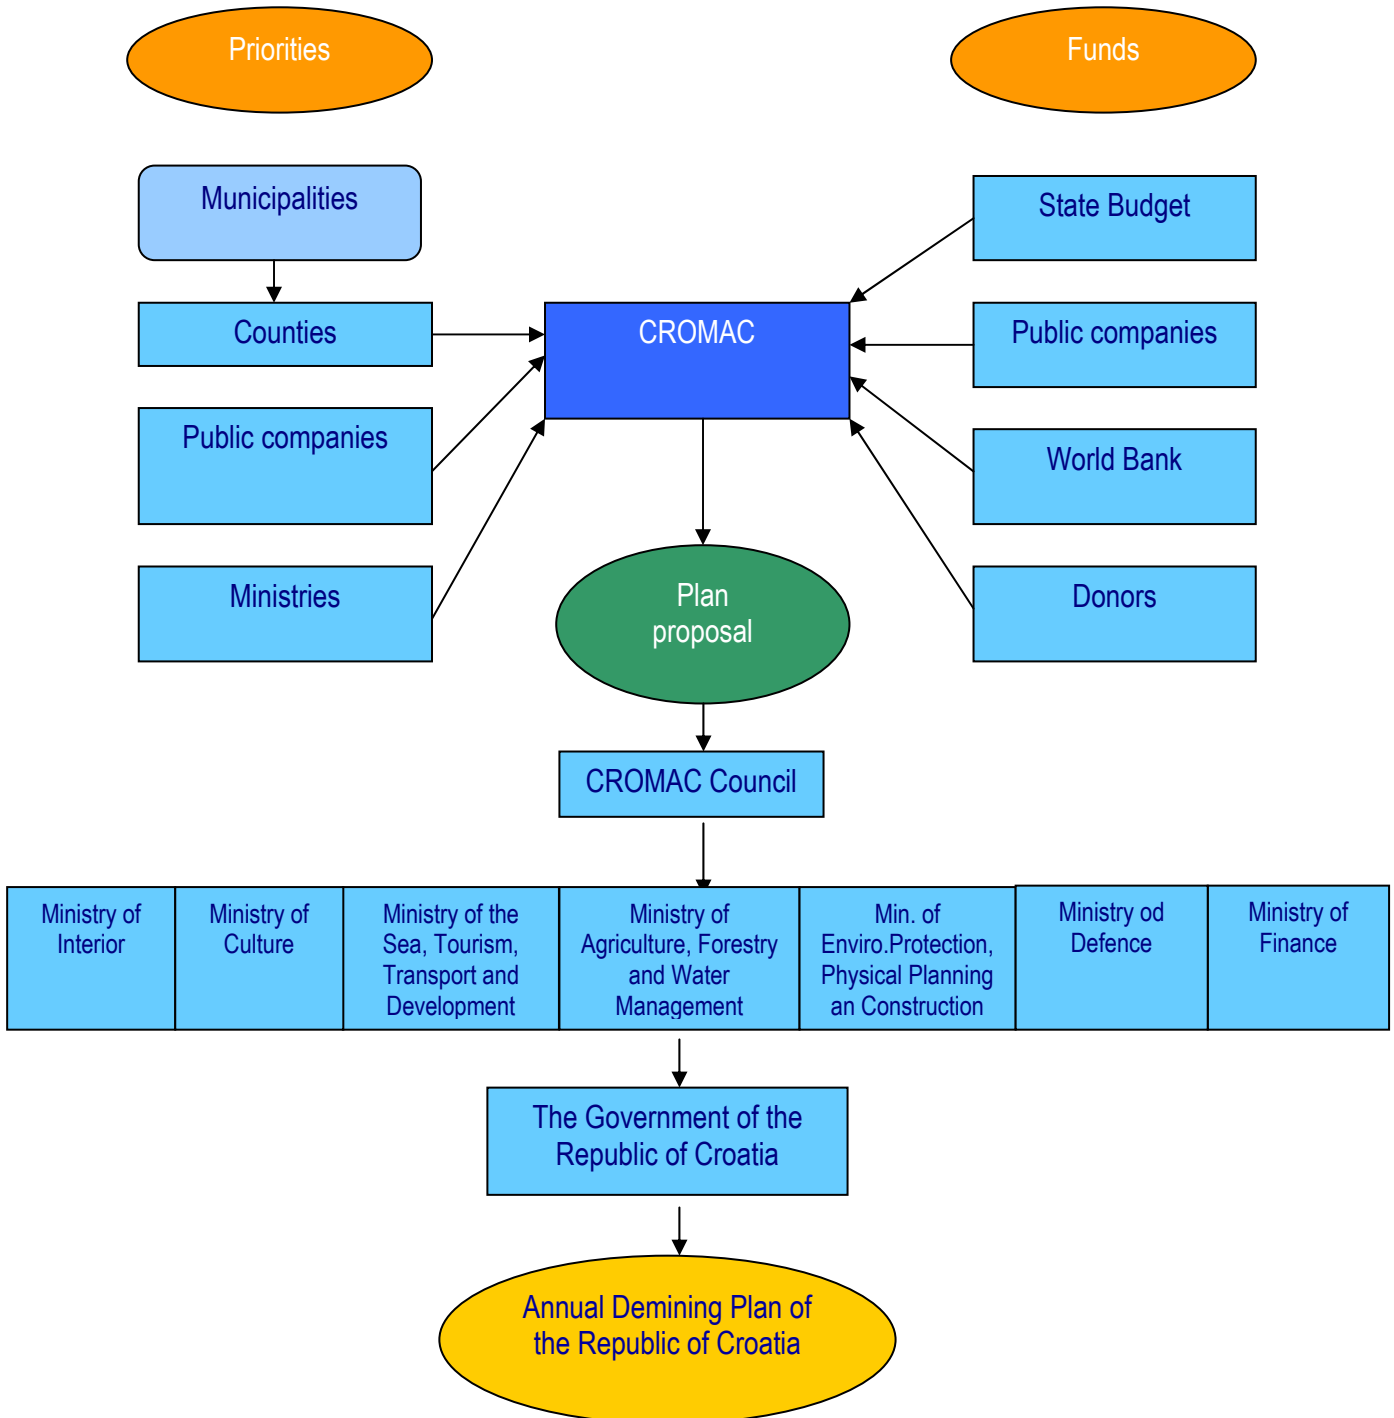 Priorities
Funds
Municipalities
State Budget
Counties
CROMAC
Public companies
Public companies
World Bank
Ministries
Plan
proposal
Donors
CROMAC Council
Ministry of
Interior
Ministry of
Culture
Ministry of the
Sea, Tourism,
Transport and
Development
Ministry of
Agriculture, Forestry
and Water
Management
Min. of
Enviro.Protection,
Physical Planning
an Construction
Ministry od
Defence
Ministry of
Finance
The Government of the
Republic of Croatia
Annual Demining Plan of
the Republic of Croatia